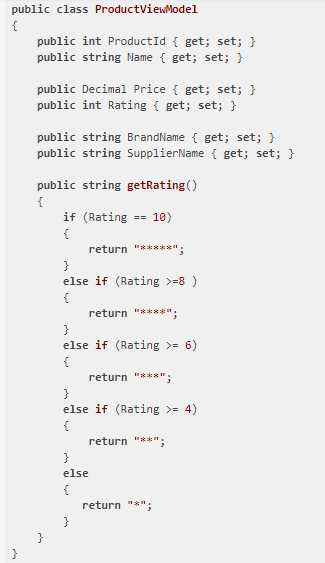 public class ProductViewModel
{
    public int ProductId { get; set; }
    public string Name { get; set; }

    public Decimal Price { get; set; }
    public int Rating { get; set; }

    public string BrandName { get; set; }
    public string SupplierName { get; set; }

    public string getRating()
    {
        if (Rating == 10)
        {
            return "*****";
        }
        else if (Rating >=8 )
        {
            return "****";
        }
        else if (Rating >= 6)
        {
            return "***";
        }
        else if (Rating >= 4)
        {
            return "**";
        }
        else
        {
           return "*";
        }
    }
}